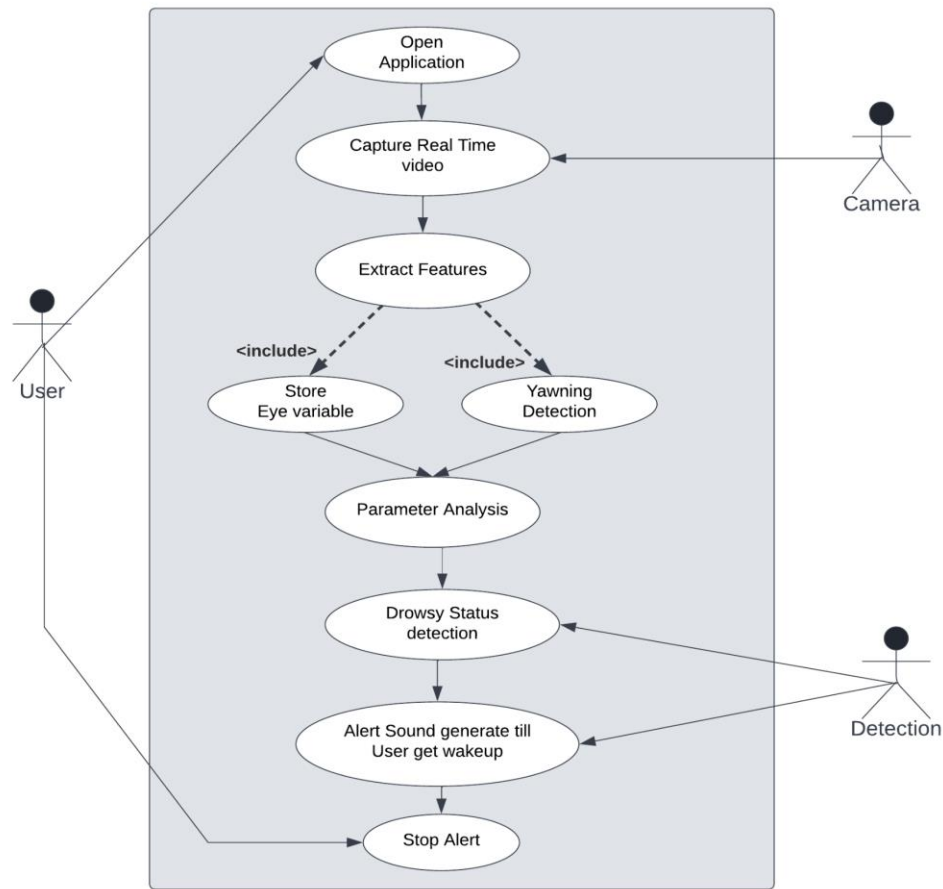 Open
Application
Capture Real Time
video
Camera
Extract Features
<include>
<include>
User
Store
Eye variable
Yawning
Detection
Parameter Analysis
Drowsy Status
detection
Alert Sound generate till
User get wakeup
Detection
Stop Alert